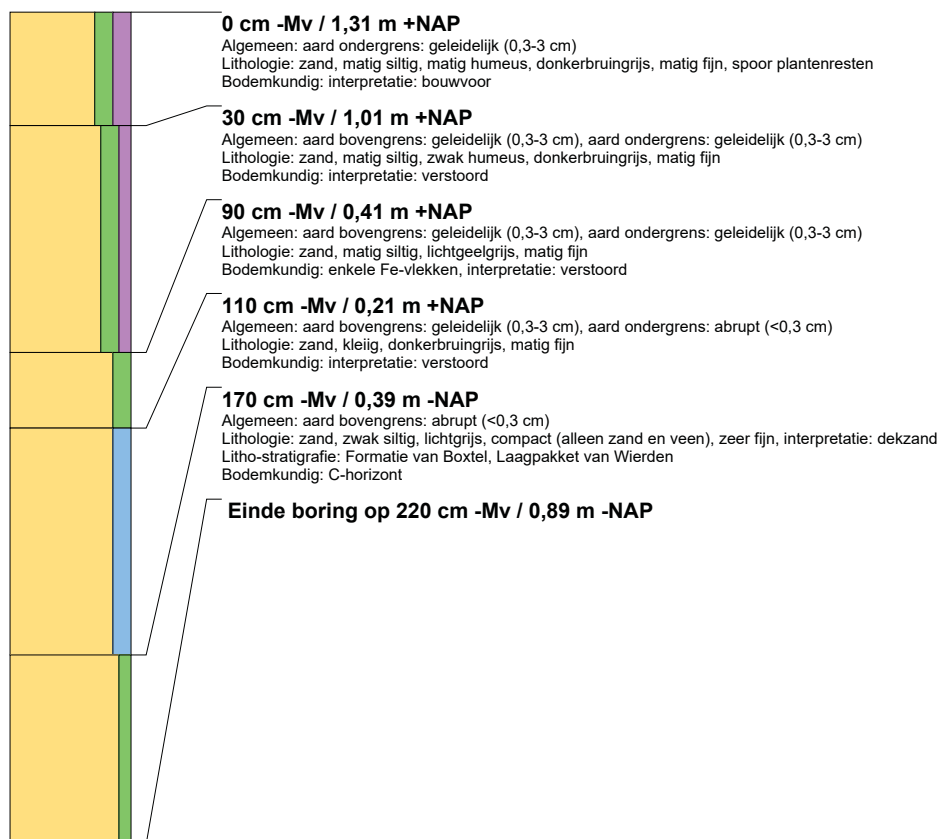 0 cm -Mv / 1,31 m +NAP
Algemeen: aard ondergrens: geleidelijk (0,3-3 cm)
Lithologie: zand, matig siltig, matig humeus, donkerbruingrijs, matig fijn, spoor plantenresten
Bodemkundig: interpretatie: bouwvoor
30 cm -Mv / 1,01 m +NAP
Algemeen: aard bovengrens: geleidelijk (0,3-3 cm), aard ondergrens: geleidelijk (0,3-3 cm)
Lithologie: zand, matig siltig, zwak humeus, donkerbruingrijs, matig fijn
Bodemkundig: interpretatie: verstoord
90 cm -Mv / 0,41 m +NAP
Algemeen: aard bovengrens: geleidelijk (0,3-3 cm), aard ondergrens: geleidelijk (0,3-3 cm)
Lithologie: zand, matig siltig, lichtgeelgrijs, matig fijn
Bodemkundig: enkele Fe-vlekken, interpretatie: verstoord
110 cm -Mv / 0,21 m +NAP
Algemeen: aard bovengrens: geleidelijk (0,3-3 cm), aard ondergrens: abrupt (<0,3 cm)
Lithologie: zand, kleiig, donkerbruingrijs, matig fijn
Bodemkundig: interpretatie: verstoord
170 cm -Mv / 0,39 m -NAP
Algemeen: aard bovengrens: abrupt (<0,3 cm)
Lithologie: zand, zwak siltig, lichtgrijs, compact (alleen zand en veen), zeer fijn, interpretatie: dekzand
Litho-stratigrafie: Formatie van Boxtel, Laagpakket van Wierden
Bodemkundig: C-horizont
Einde boring op 220 cm -Mv / 0,89 m -NAP